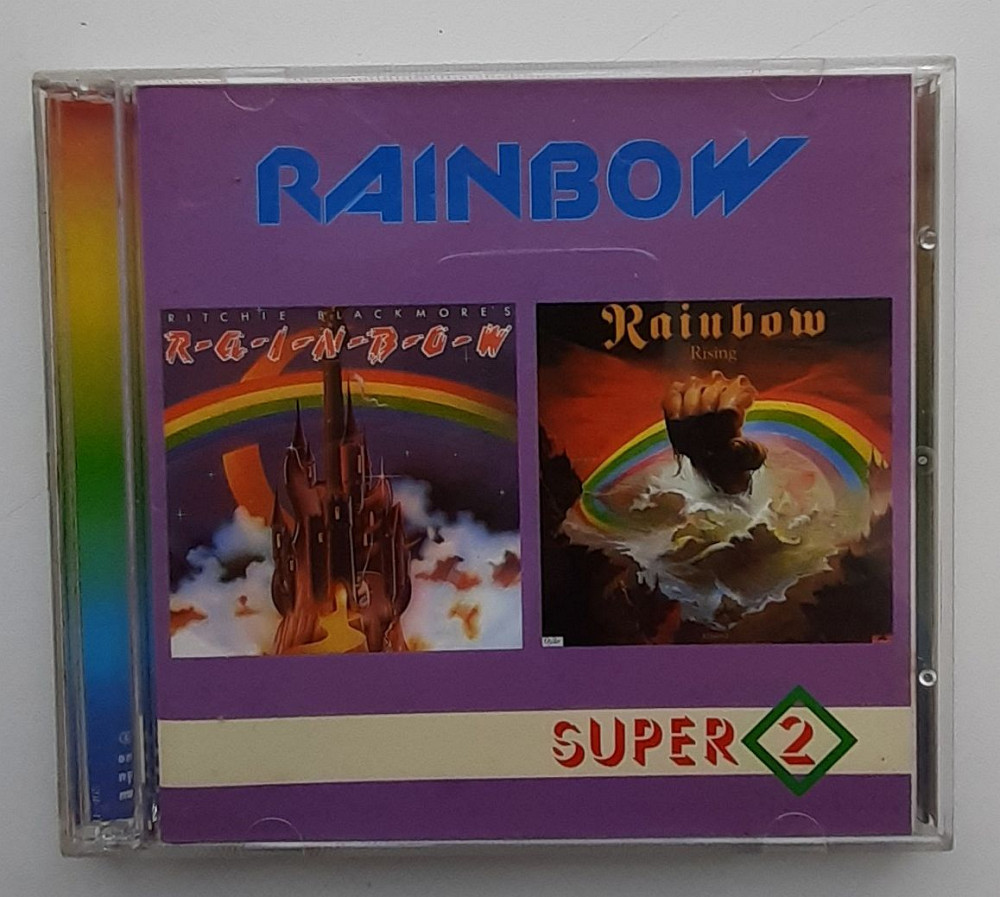 RAINBOW
RITCHIE BLACKMORE'S
R-A-I-N-B-O-W
Rainbow
Rising
SUPER 2